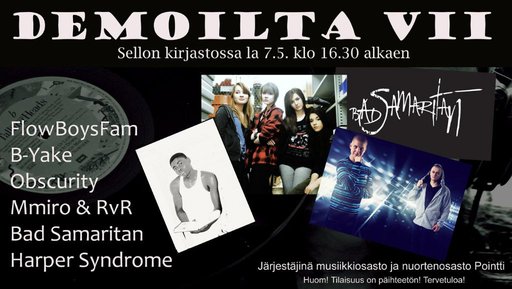 DEMOILTA VII
Sellon kirjastossa la 7.5. klo 16.30 alkaen
FlowBoysFam
B-Yake
Obscurity
Mmiro & RvR
Bad Samaritan
Harper Syndrome
BAD SAMARITAN
Järjestäjinä musiikkiosasto ja nuortenosasto Pointti
Huom! Tilaisuus on päihteetön! Tervetuloa!